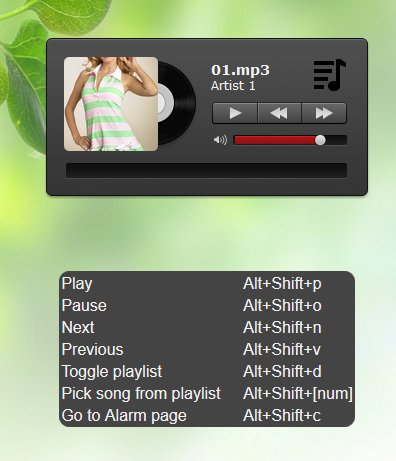 01.mp3
Artist 1
Play Alt+Shift+p
Pause Alt+Shift+o
Next Alt+Shift+n
Previous Alt+Shift+v
Toggle playlist Alt+Shift+d
Pick song from playlist Alt+Shift+[num]
Go to Alarm page Alt+Shift+c